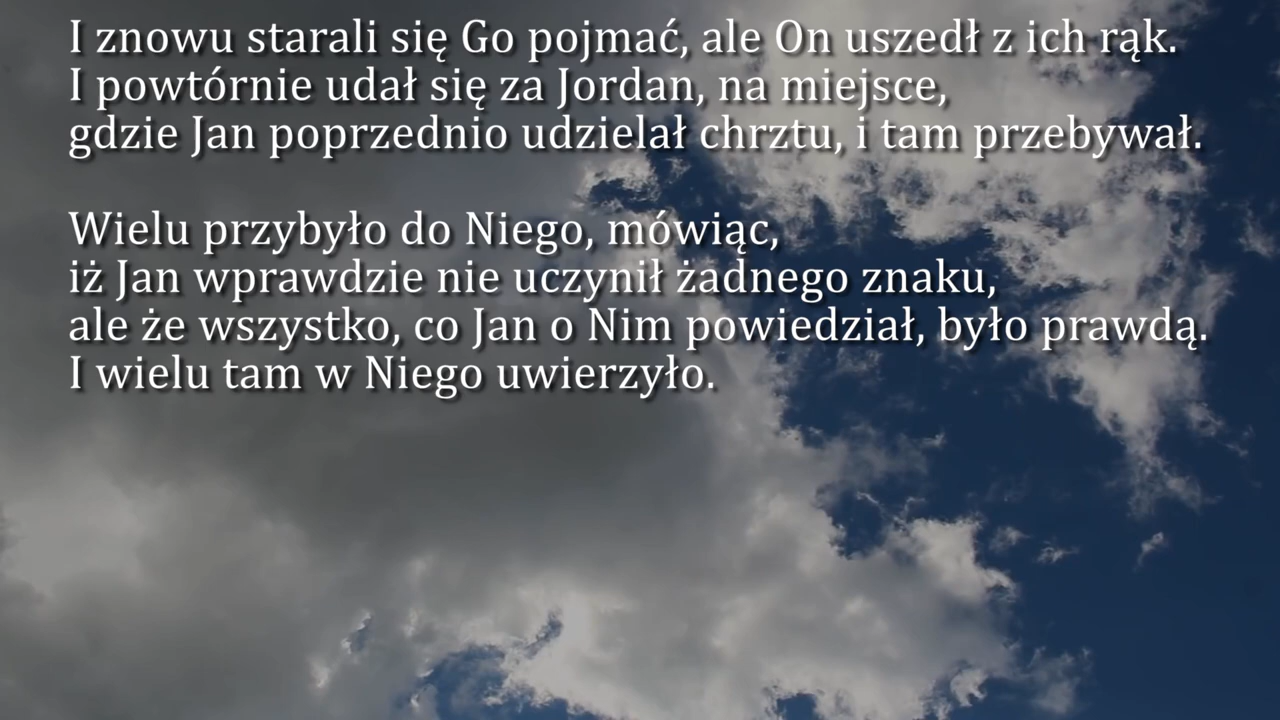 I znowu starali się Go pojmać, ale On uszedł z ich rąk.
I powtórnie udał się za Jordan, na miejsce,
gdzie Jan poprzednio udzielał chrztu, i tam przebywał.
Wielu przybyło do Niego, mówiąc,
iż Jan wprawdzie nie uczynił żadnego znaku,
ale że wszystko, co Jan o Nim powiedział, było prawdą.
I wielu tam w Niego uwierzyło.